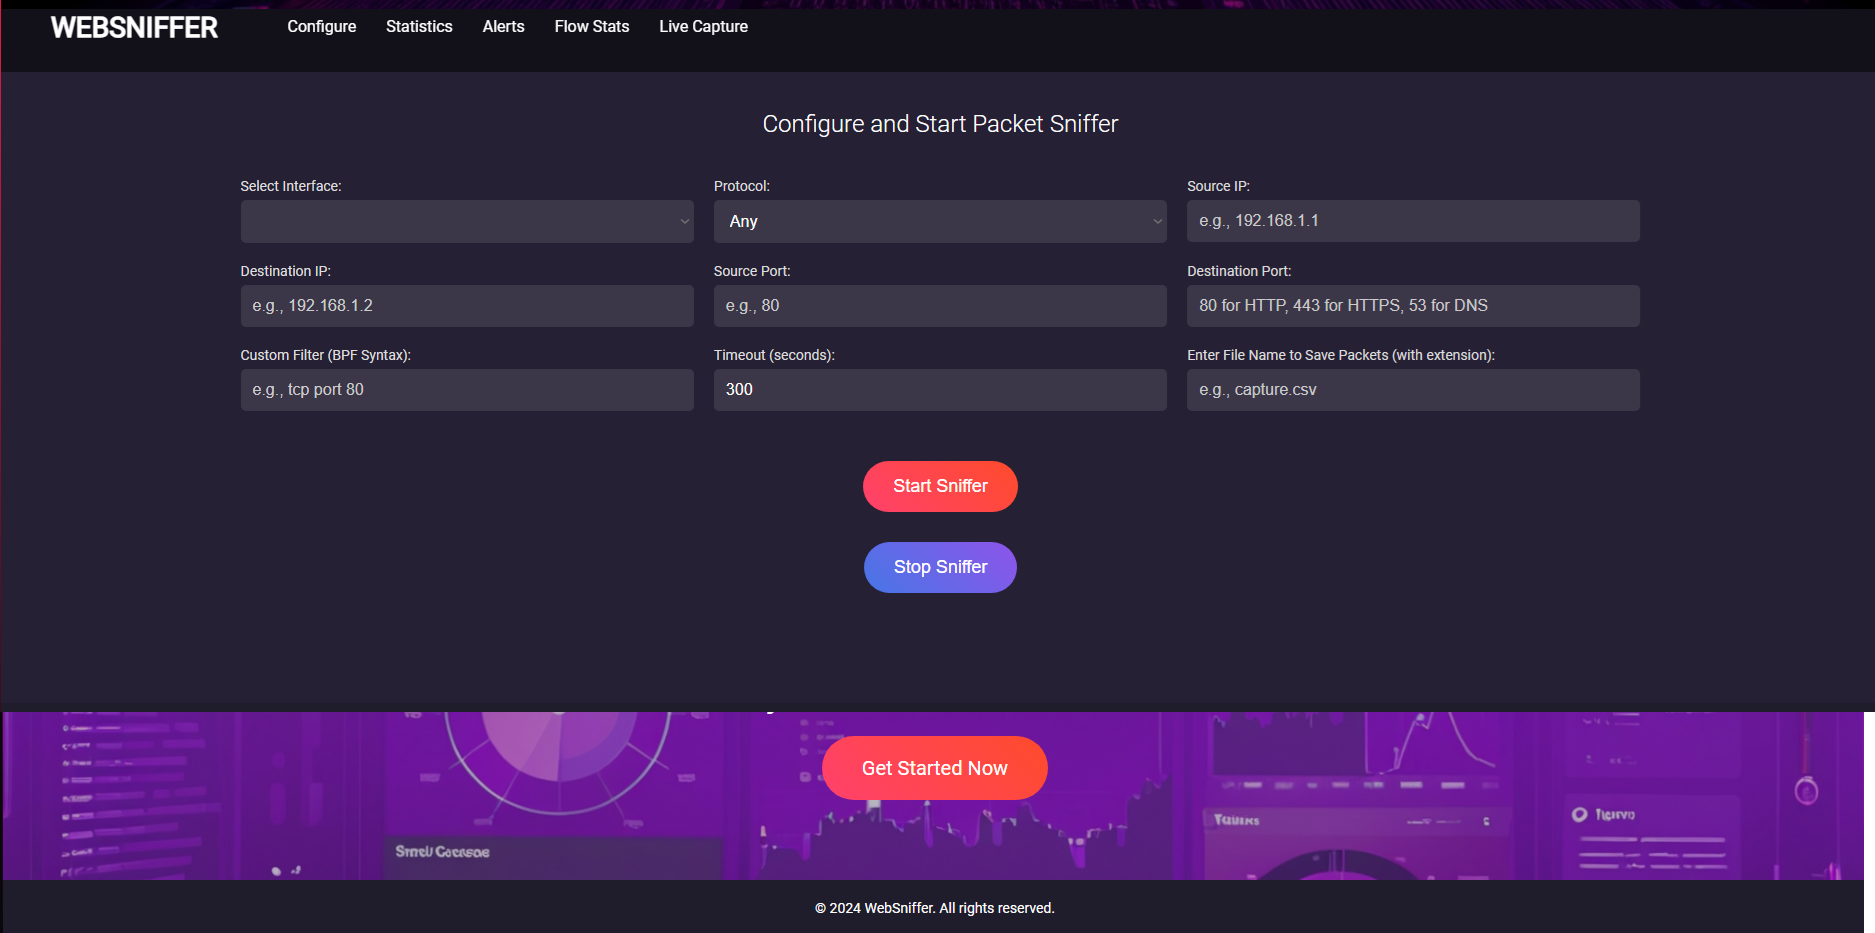 WEBSNIFFER Configure Statistics Alerts Flow Stats Live Capture
Configure and Start Packet Sniffer
Select Interface: Protocol: Source IP:
Any e.g., 192.168.1.1
Destination IP: Source Port: Destination Port:
e.g., 192.168.1.2 e.g., 80 80 for HTTP, 443 for HTTPS, 53 for DNS
Custom Filter (BPF Syntax): Timeout (seconds): Enter File Name to Save Packets (with extension):
e.g., tcp port 80 300 e.g., capture.csv
Start Sniffer
Stop Sniffer
Get Started Now
© 2024 WebSniffer. All rights reserved.